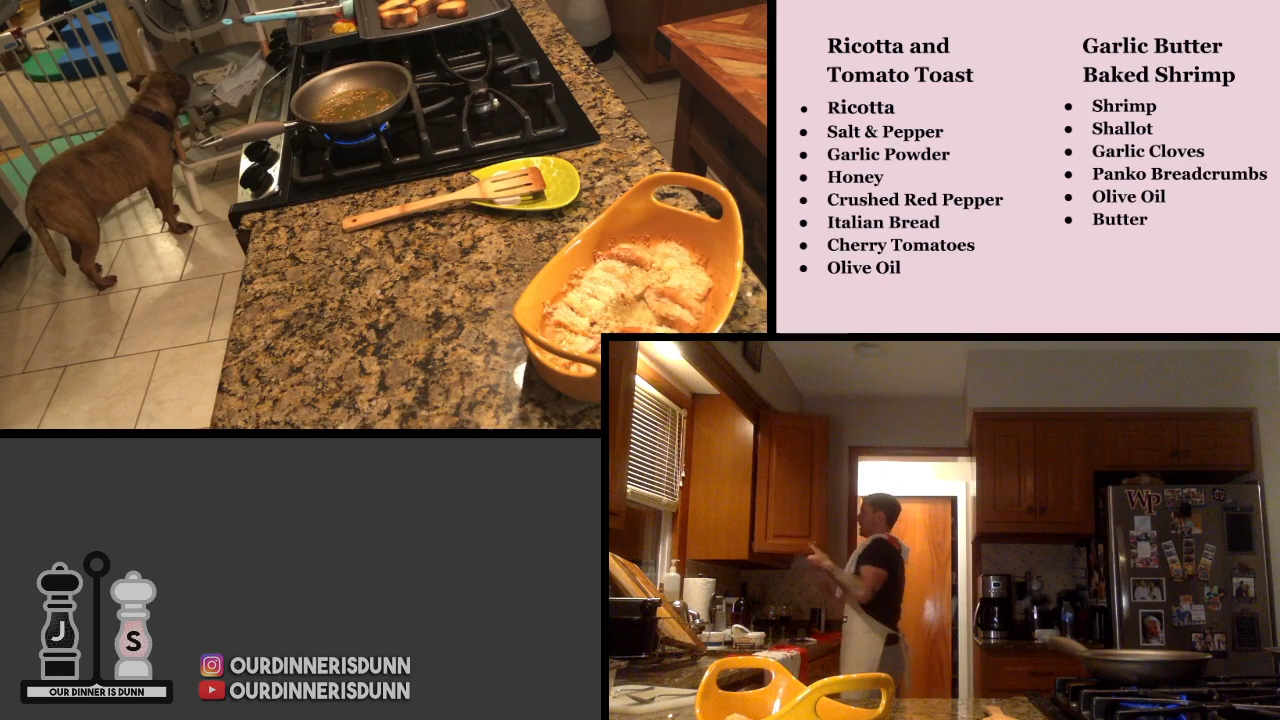 Ricotta and
Tomato Toast
• Ricotta
• Salt & Pepper
• Garlic Powder
• Honey
• Crushed Red Pepper
• Italian Bread
• Cherry Tomatoes
• Olive Oil
Garlic Butter
Baked Shrimp
• Shrimp
• Shallot
• Garlic Cloves
• Panko Breadcrumbs
• Olive Oil
• Butter
WP
J
S
OUR DINNER IS DUNN
OURDINNERISDUNN
OURDINNERISDUNN